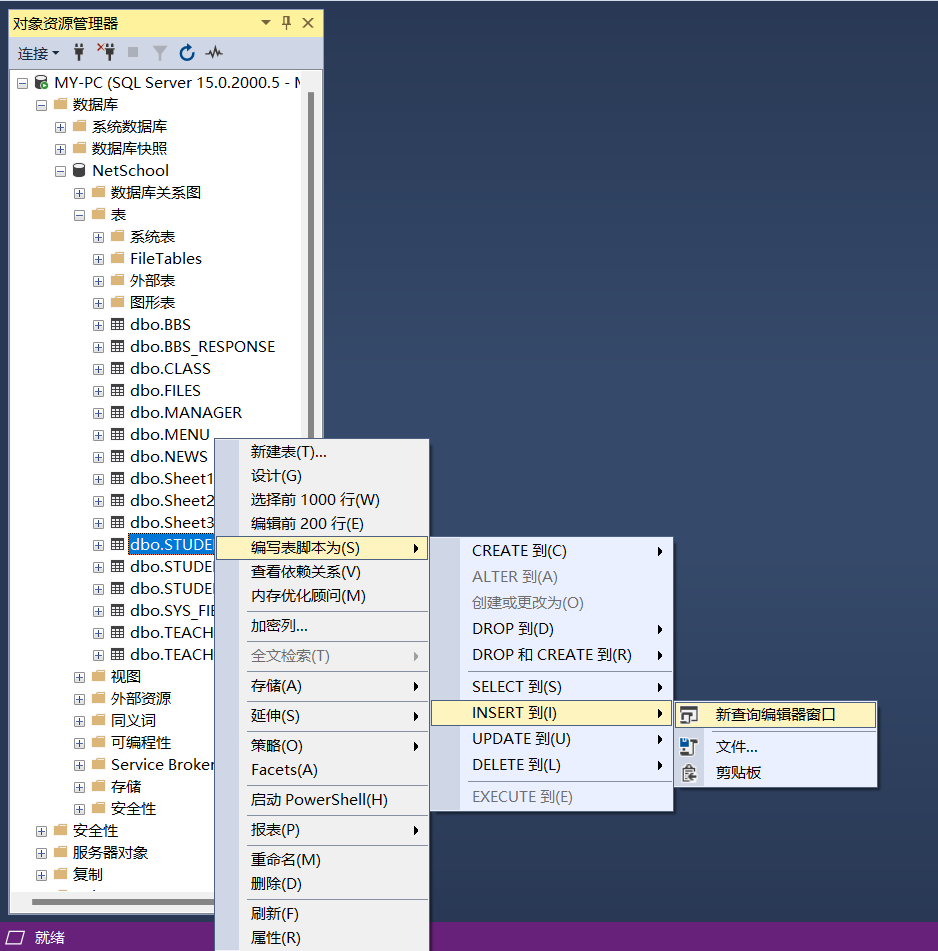 对象资源管理器
连接
MY-PC (SQL Server 15.0.2000.5 -
数据库
系统数据库
数据库快照
NetSchool
数据库关系图
表
系统表
FileTables
外部表
图形表
dbo.BBS
dbo.BBS_RESPONSE
dbo.CLASS
dbo.FILES
dbo.MANAGER
dbo.MENU
dbo.NEWS
dbo.Sheet1
dbo.Sheet2
dbo.Sheet3
dbo.STUDE
dbo.STUDE
dbo.STUDE
dbo.SYS_FIE
dbo.TEACH
dbo.TEACH
视图
外部资源
同义词
可编程性
Service Broker
存储
安全性
安全性
服务器对象
复制
就绪
新建表(T)...
设计(G)
选择前 1000 行(W)
编辑前 200 行(E)
编写表脚本为(S)
查看依赖关系(V)
内存优化顾问(M)
加密列...
全文检索(T)
存储(A)
延伸(S)
策略(O)
Facets(A)
启动 PowerShell(H)
报表(P)
重命名(M)
删除(D)
刷新(F)
属性(R)
CREATE 到(C)
ALTER 到(A)
创建或更改为(O)
DROP 到(D)
DROP 和 CREATE 到(R)
SELECT 到(S)
INSERT 到(I)
UPDATE 到(U)
DELETE 到(L)
EXECUTE 到(E)
新查询编辑器窗口
文件...
剪贴板